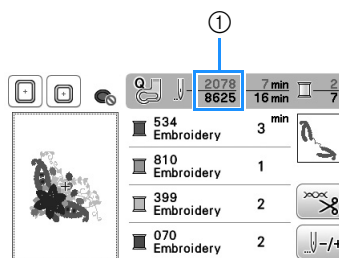 ①
Q 2078 7 min 2
8625 16 min 7
534 Embroidery 3 min
810 Embroidery 1
399 Embroidery 2
070 Embroidery 2
-/+